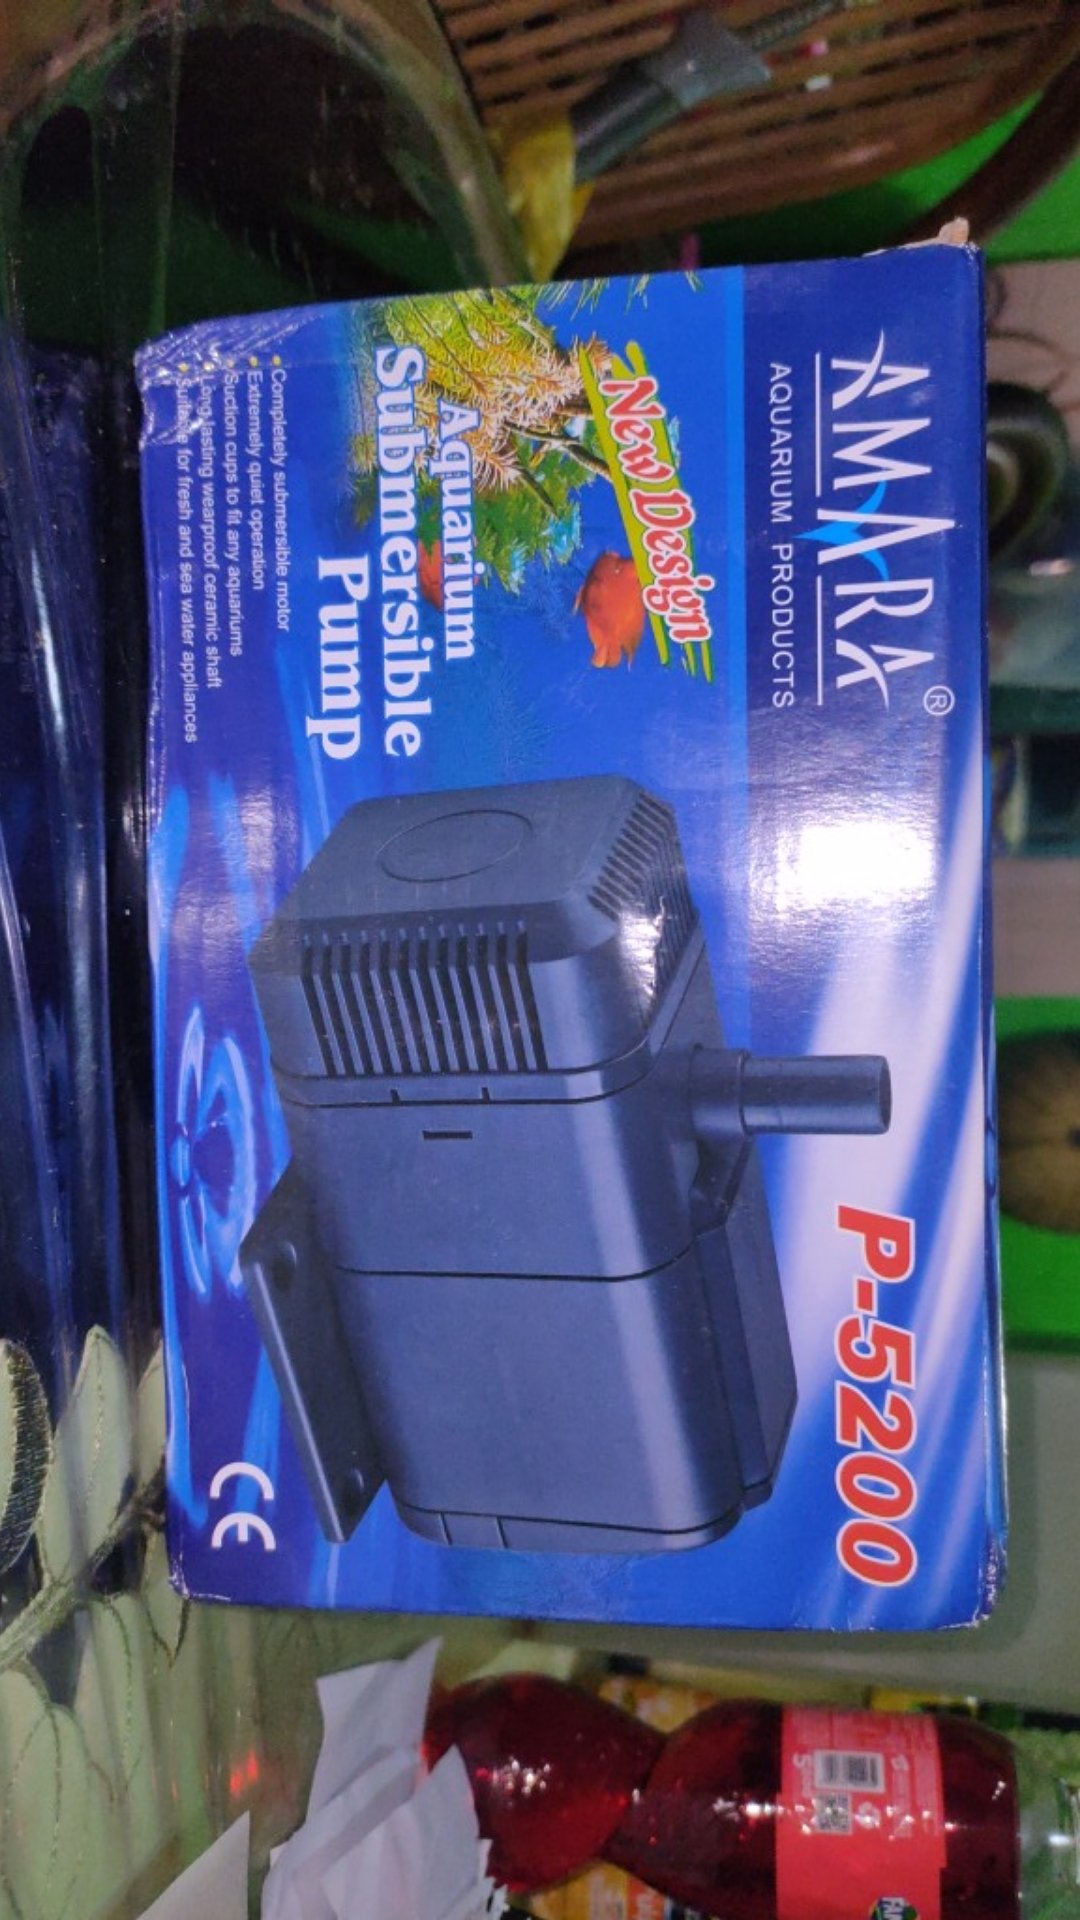 AMARA®
AQUARIUM PRODUCTS
P-5200
New Design
Aquarium
Submersible
Pump
Completely submersible motor
Extremely quiet operation
Suction cups to fit any aquariums
Long lasting wearproof ceramic shaft
Suitable for fresh and sea water appliances
CE